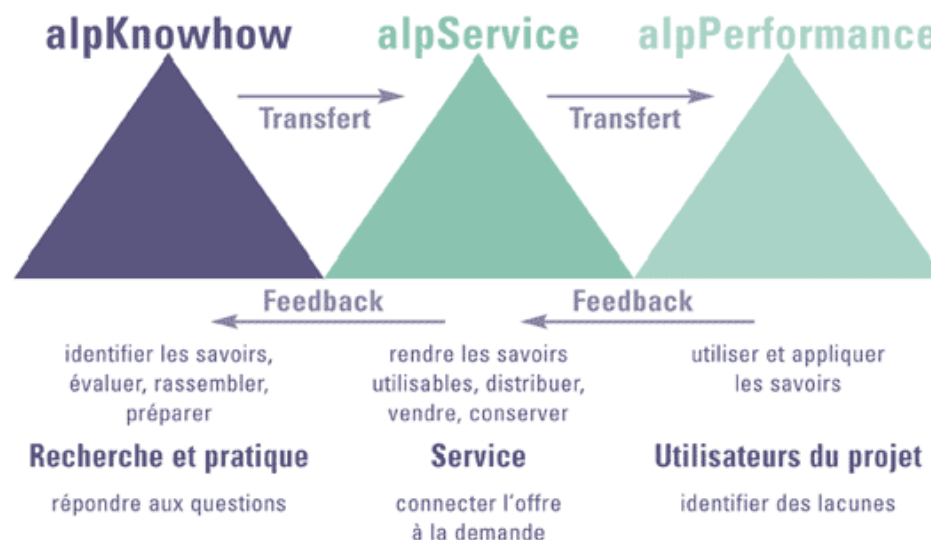 alpKnowhow
alpService
alpPerformance
Transfert
Transfert
Feedback
Feedback
identifier les savoirs,
évaluer, rassembler,
préparer
rendre les savoirs
utilisables, distribuer,
vendre, conserver
utiliser et appliquer
les savoirs
Recherche et pratique
Service
Utilisateurs du projet
répondre aux questions
connecter l'offre
à la demande
identifier des lacunes